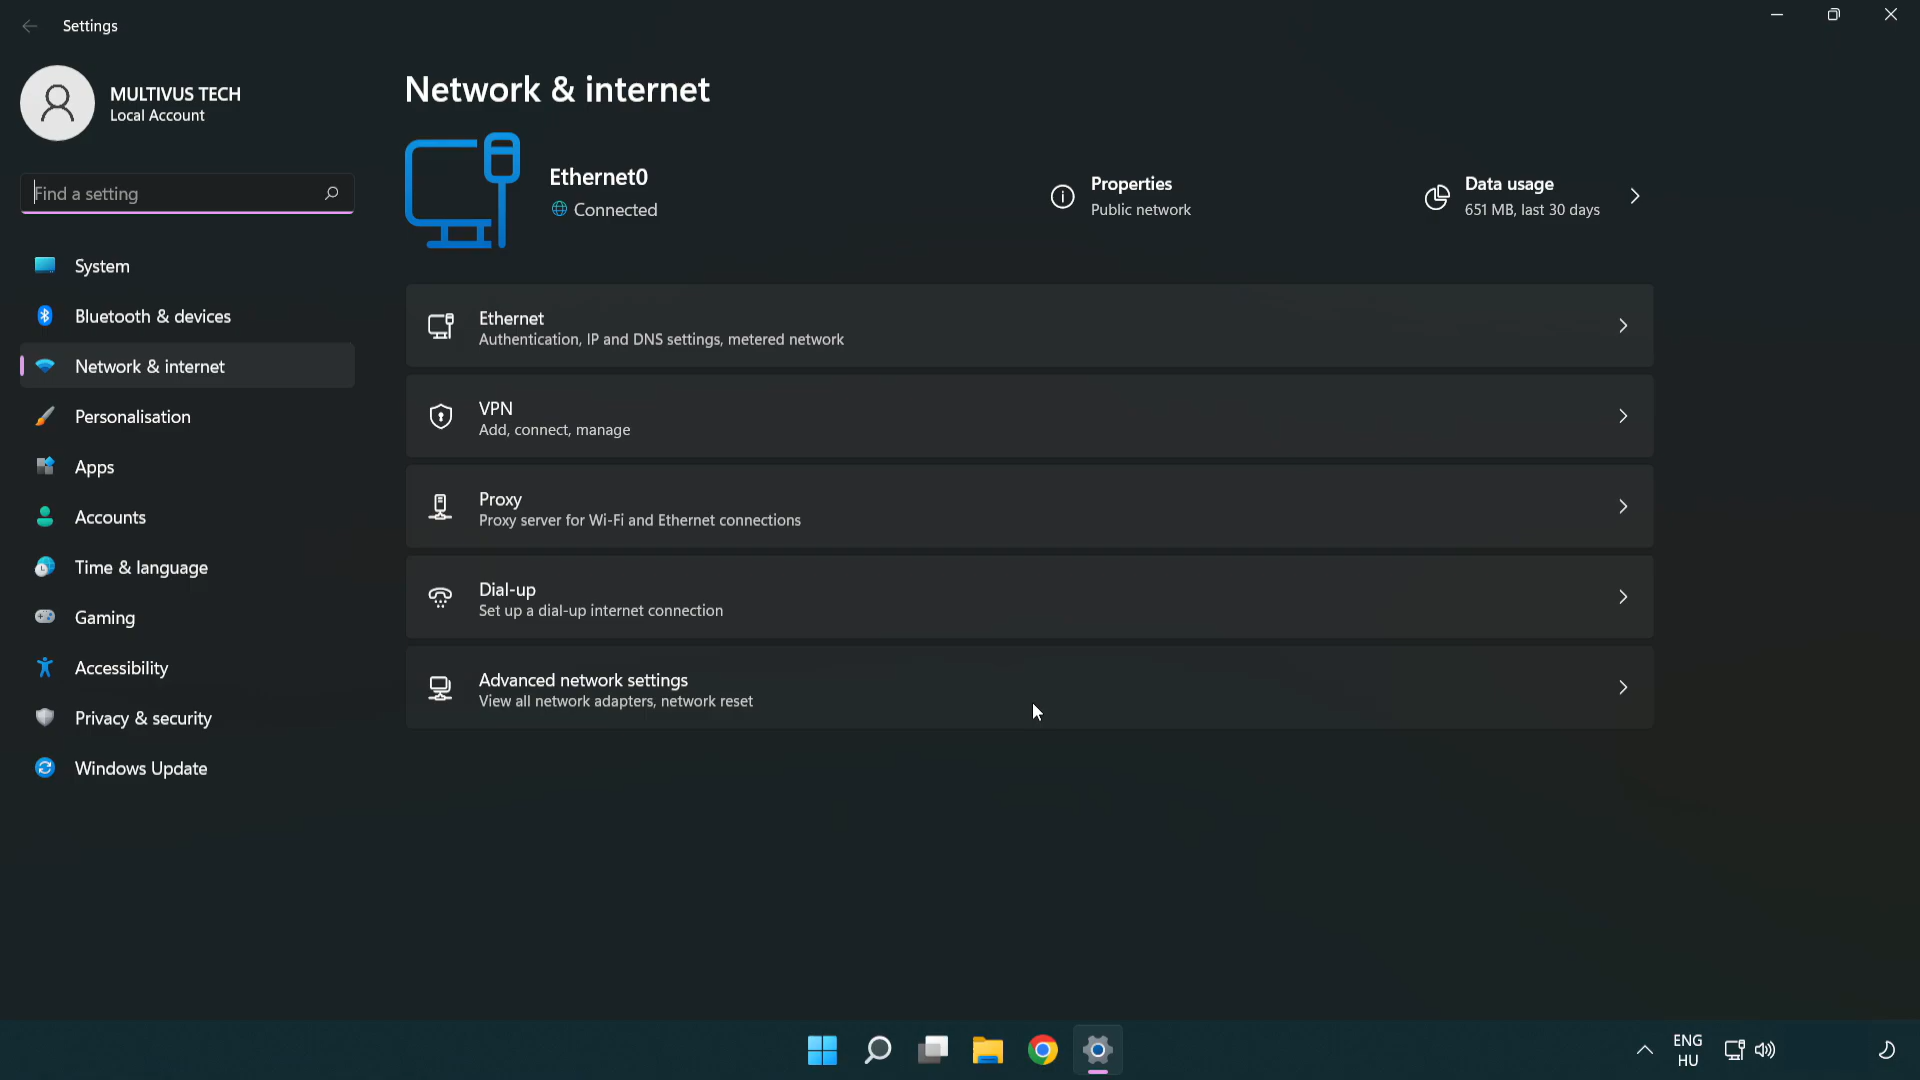 Settings
MULTIVUS TECH
Local Account
Find a setting
System
Bluetooth & devices
Network & internet
Personalisation
Apps
Accounts
Time & language
Gaming
Accessibility
Privacy & security
Windows Update
Network & internet
Ethernet0
Connected
Properties
Public network
Data usage
651 MB, last 30 days
Ethernet
Authentication, IP and DNS settings, metered network
VPN
Add, connect, manage
Proxy
Proxy server for Wi-Fi and Ethernet connections
Dial-up
Set up a dial-up internet connection
Advanced network settings
View all network adapters, network reset
ENG
HU